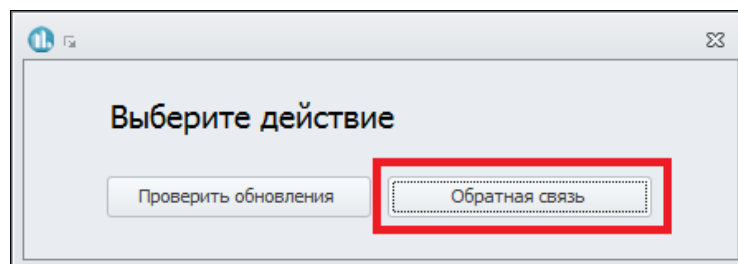 Выберите действие
Проверить обновления
Обратная связь